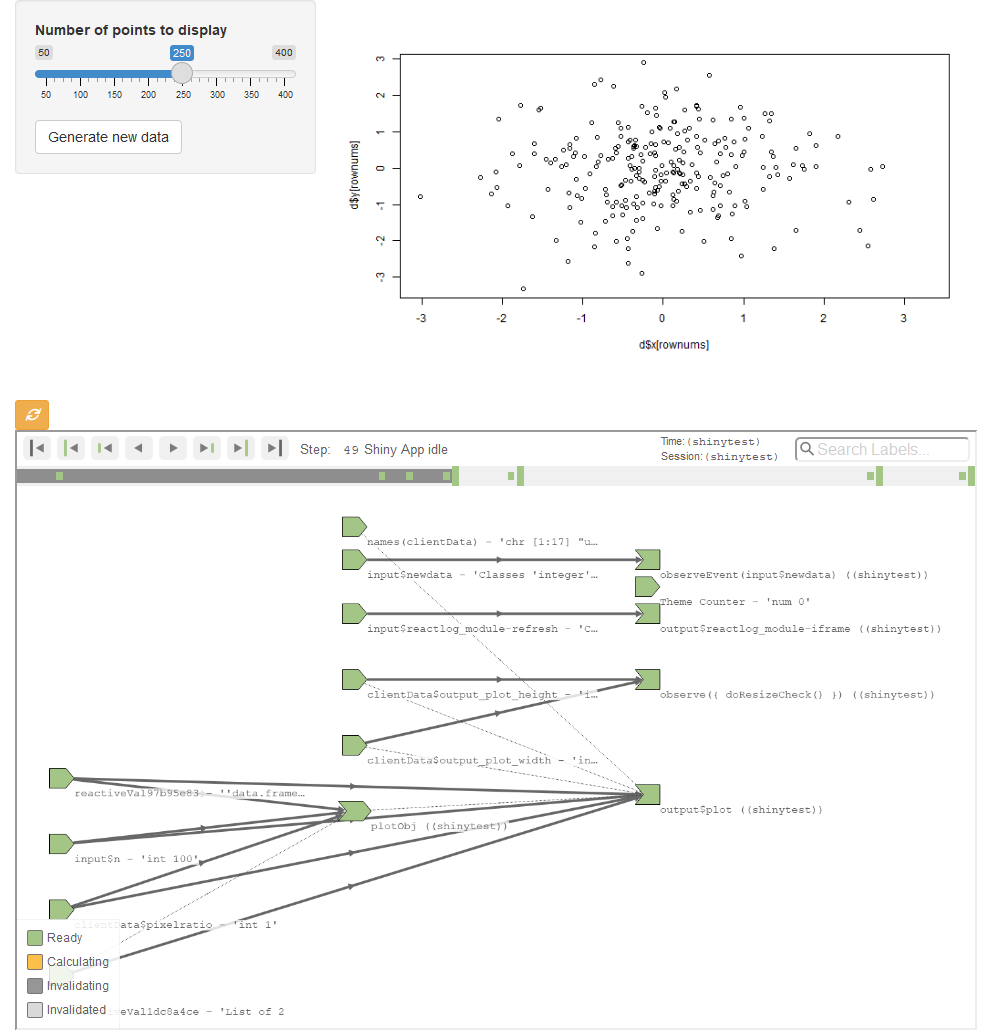 Number of points to display
50 250 400
50 100 150 200 250 300 350 400
Generate new data
3
2
1
0
-1
-2
-3
d$y[rownums]
-3 -2 -1 0 1 2 3
d$x[rownums]
Step: 49 Shiny App idle
Time: (shinytest)
Session: (shinytest)
Search Labels...
names(clientData) - 'chr [1:17] "u…
input$newdata - 'Classes 'integer'…
observeEvent(input$newdata) ((shinytest))
Theme Counter - 'num 0'
input$reactlog_module-refresh - 'C…
output$reactlog_module-iframe ((shinytest))
clientData$output_plot_height - 'i…
observe({ doResizeCheck() }) ((shinytest))
clientData$output_plot_width - 'in…
reactiveVal97b95e83 - ''data.frame…
output$plot ((shinytest))
plotObj ((shinytest))
input$n - 'int 100'
clientData$pixelratio - 'int 1'
Ready
Calculating
Invalidating
Invalidated
veVal1dc8a4ce - 'List of 2